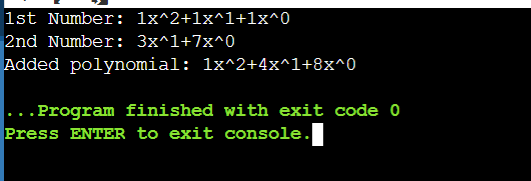 1st Number: 1x^2+1x^1+1x^0
2nd Number: 3x^1+7x^0
Added polynomial: 1x^2+4x^1+8x^0
...Program finished with exit code 0
Press ENTER to exit console.